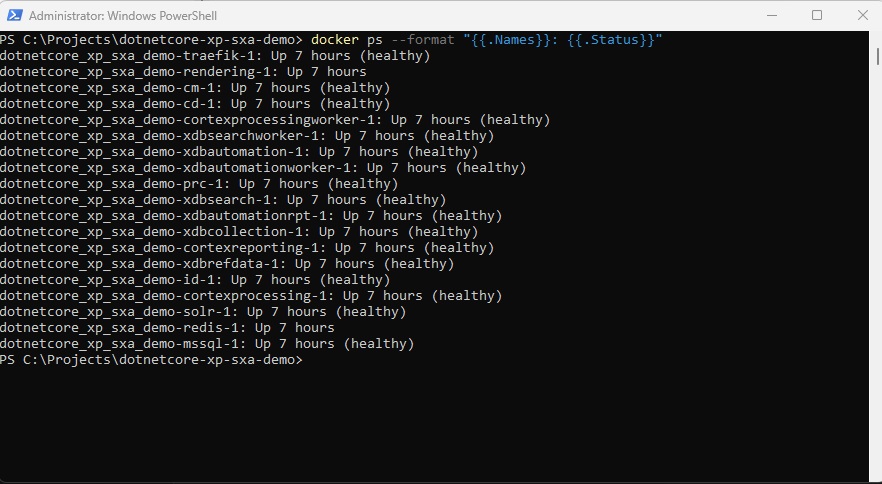 Administrator: Windows PowerShell
PS C:\Projects\dotnetcore-xp-sxa-demo> docker ps --format "{{.Names}}: {{.Status}}"
dotnetcore_xp_sxa_demo-traefik-1: Up 7 hours (healthy)
dotnetcore_xp_sxa_demo-rendering-1: Up 7 hours
dotnetcore_xp_sxa_demo-cm-1: Up 7 hours (healthy)
dotnetcore_xp_sxa_demo-cd-1: Up 7 hours (healthy)
dotnetcore_xp_sxa_demo-cortexprocessingworker-1: Up 7 hours (healthy)
dotnetcore_xp_sxa_demo-xdbsearchworker-1: Up 7 hours (healthy)
dotnetcore_xp_sxa_demo-xdbautomation-1: Up 7 hours (healthy)
dotnetcore_xp_sxa_demo-xdbautomationworker-1: Up 7 hours (healthy)
dotnetcore_xp_sxa_demo-prc-1: Up 7 hours (healthy)
dotnetcore_xp_sxa_demo-xdbsearch-1: Up 7 hours (healthy)
dotnetcore_xp_sxa_demo-xdbautomationrpt-1: Up 7 hours (healthy)
dotnetcore_xp_sxa_demo-xdbcollection-1: Up 7 hours (healthy)
dotnetcore_xp_sxa_demo-cortexreporting-1: Up 7 hours (healthy)
dotnetcore_xp_sxa_demo-xdbrefdata-1: Up 7 hours (healthy)
dotnetcore_xp_sxa_demo-id-1: Up 7 hours (healthy)
dotnetcore_xp_sxa_demo-cortexprocessing-1: Up 7 hours (healthy)
dotnetcore_xp_sxa_demo-solr-1: Up 7 hours (healthy)
dotnetcore_xp_sxa_demo-redis-1: Up 7 hours
dotnetcore_xp_sxa_demo-mssql-1: Up 7 hours (healthy)
PS C:\Projects\dotnetcore-xp-sxa-demo>